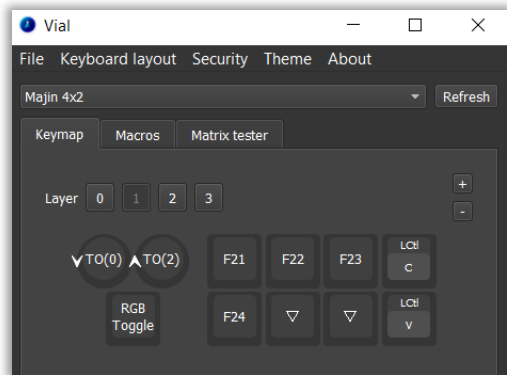 Vial
File Keyboard layout Security Theme About
Majin 4x2 Refresh
Keymap Macros Matrix tester
Layer 0 1 2 3 +
-
TO(0) TO(2) F21 F22 F23 LCtl
C
RGB
Toggle F24 ▽ ▽ LCtl
V